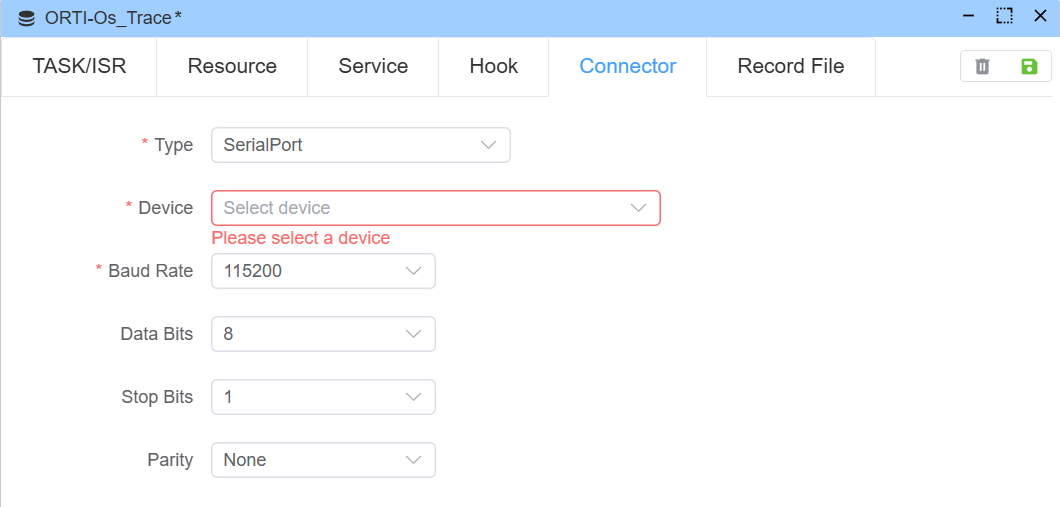 ORTI-Os_Trace*
TASK/ISR Resource Service Hook Connector Record File
* Type SerialPort
* Device Select device
Please select a device
* Baud Rate 115200
Data Bits 8
Stop Bits 1
Parity None